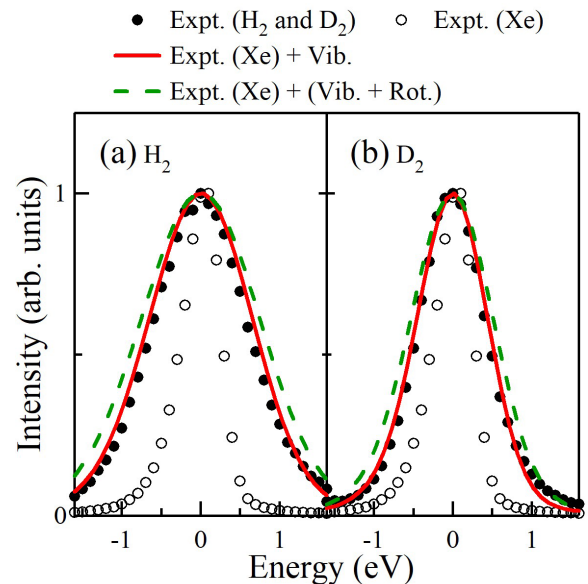 Expt. (H2 and D2) Expt. (Xe)
Expt. (Xe) + Vib.
Expt. (Xe) + (Vib. + Rot.)
(a) H2 (b) D2
1
Intensity (arb. units)
0
-1 0 1 -1 0 1
Energy (eV)